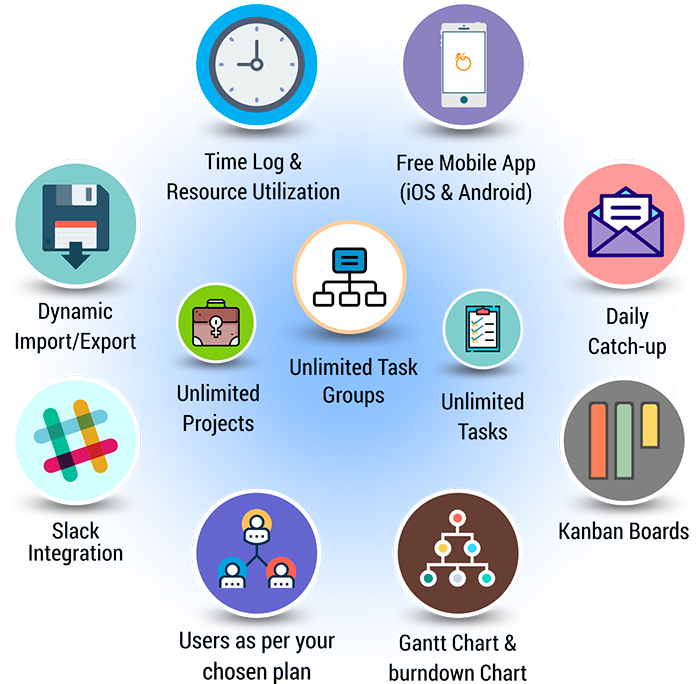 Time Log &
Resource Utilization
Free Mobile App
(iOS & Android)
Dynamic
Import/Export
Daily
Catch-up
Unlimited Task
Groups
Unlimited
Projects
Unlimited
Tasks
Slack
Integration
Kanban Boards
Users as per your
chosen plan
Gantt Chart &
burndown Chart